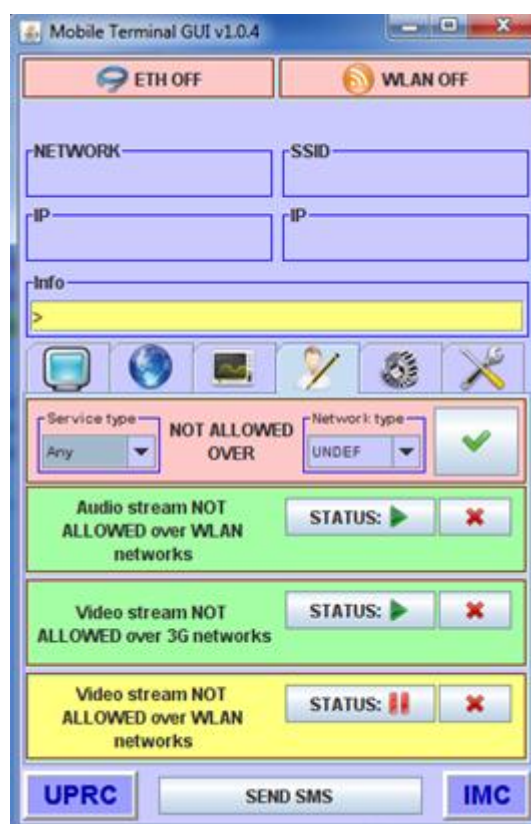 Mobile Terminal GUI v1.0.4
ETH OFF
WLAN OFF
NETWORK
SSID
IP
IP
Info
>
Service type
Any
NOT ALLOWED
OVER
Network type
UNDEF
Audio stream NOT
ALLOWED over WLAN
networks
STATUS:
Video stream NOT
ALLOWED over 3G networks
STATUS:
Video stream NOT
ALLOWED over WLAN
networks
STATUS:
UPRC
SEND SMS
IMC